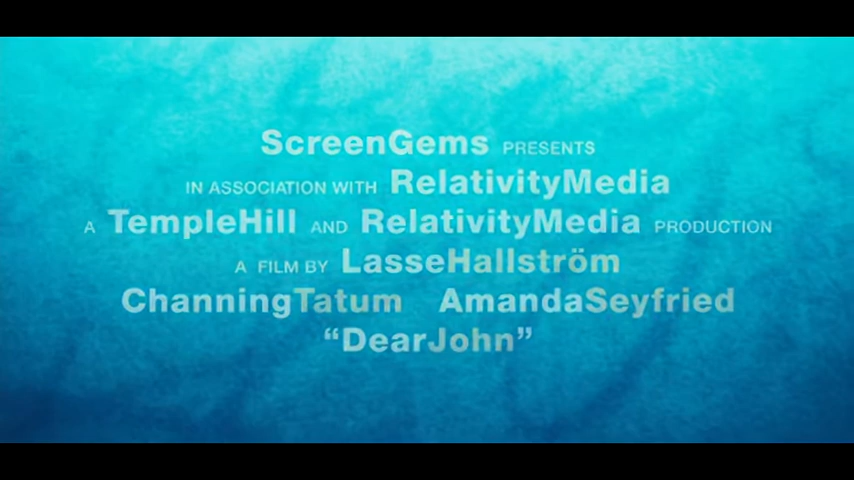 ScreenGems PRESENTS
IN ASSOCIATION WITH RelativityMedia
A TempleHill AND RelativityMedia PRODUCTION
A FILM BY LasseHallström
ChanningTatum AmandaSeyfried
“DearJohn”